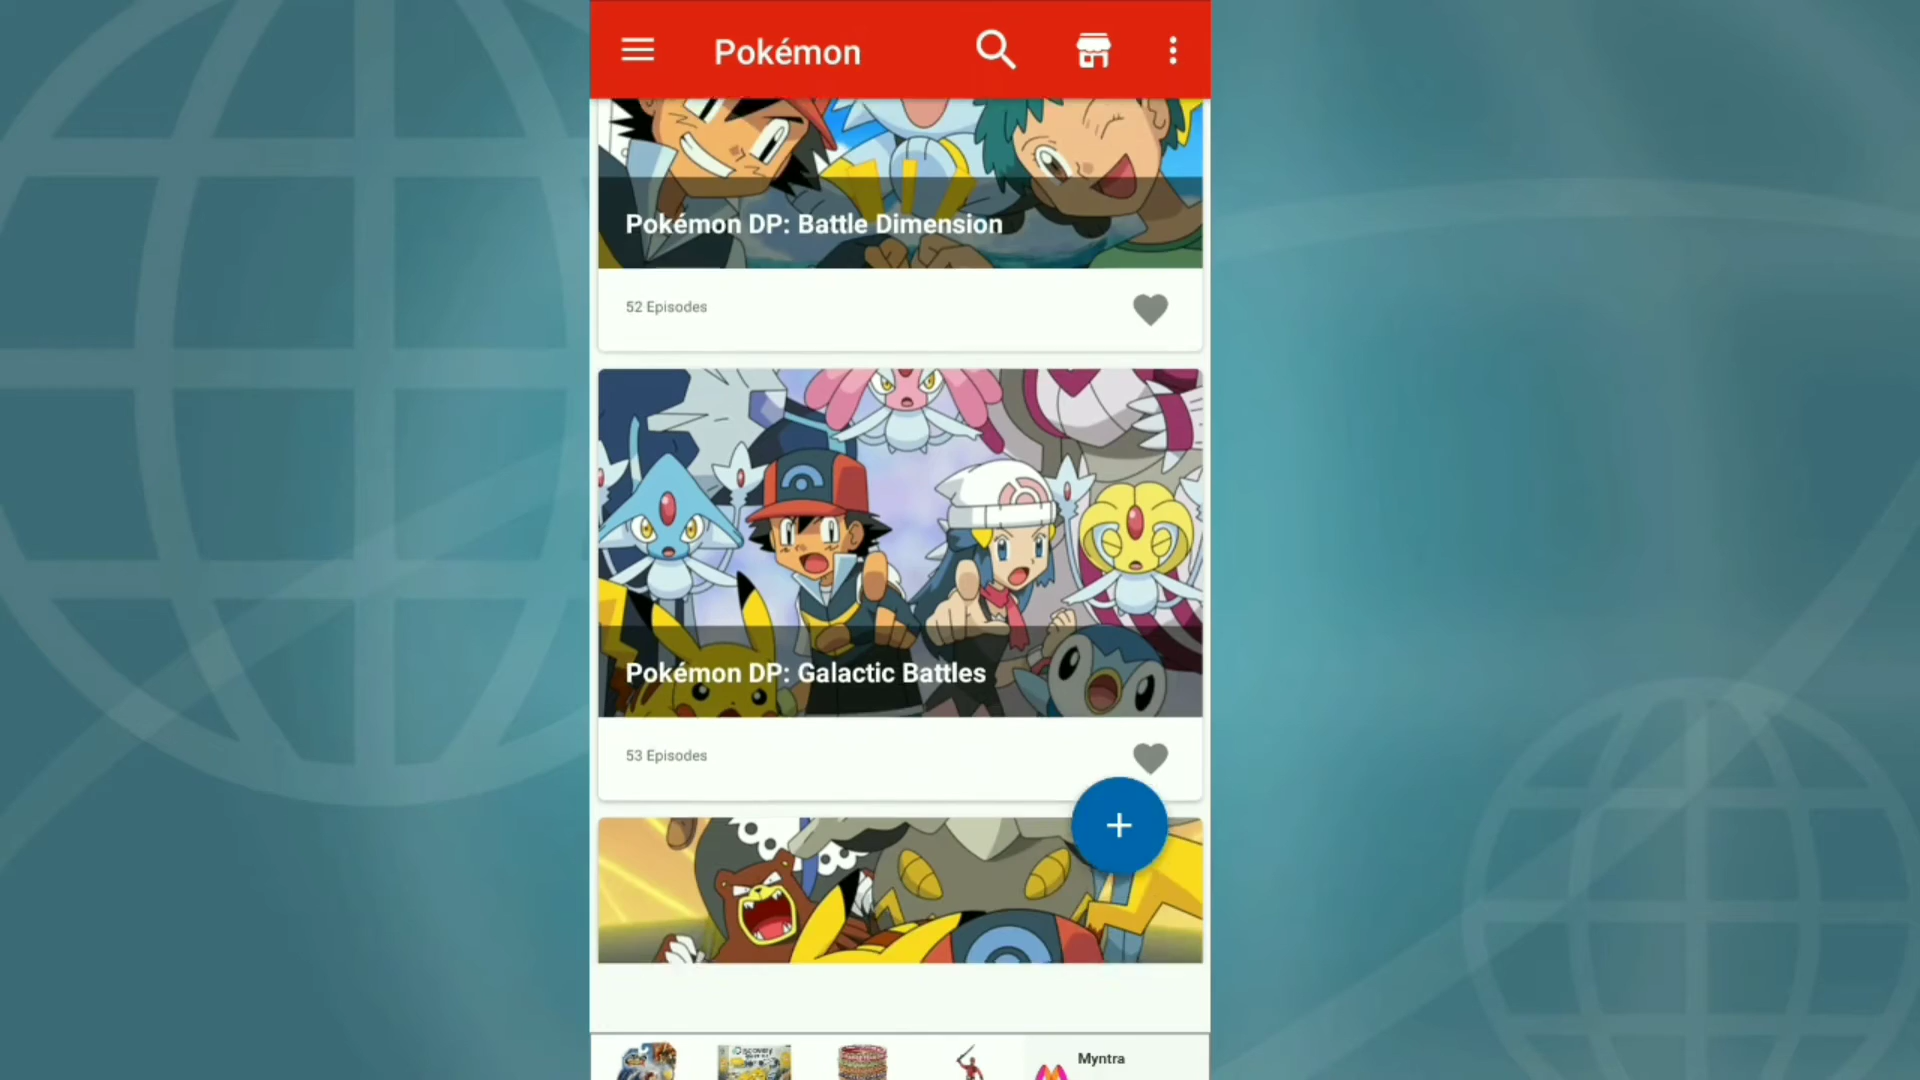 Pokémon
Pokémon DP: Battle Dimension
52 Episodes
Pokémon DP: Galactic Battles
53 Episodes
Myntra